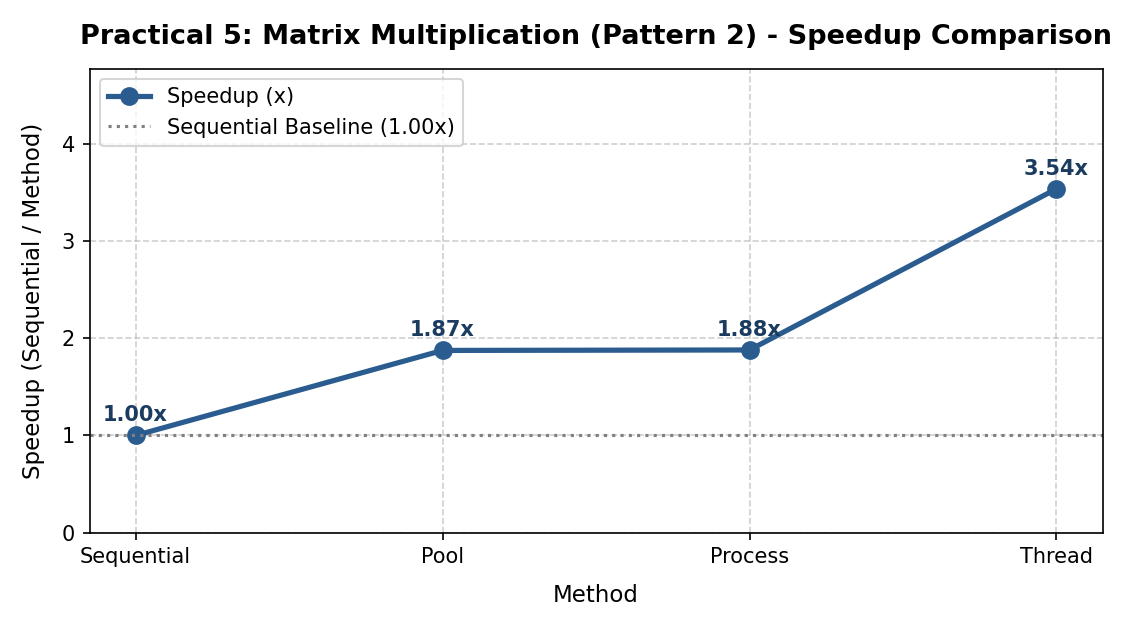 Practical 5: Matrix Multiplication (Pattern 2) - Speedup Comparison
Speedup (x)
Sequential Baseline (1.00x)
Speedup (Sequential / Method)
4
3
2
1
0
1.00x
1.87x
1.88x
3.54x
Sequential
Pool
Process
Thread
Method